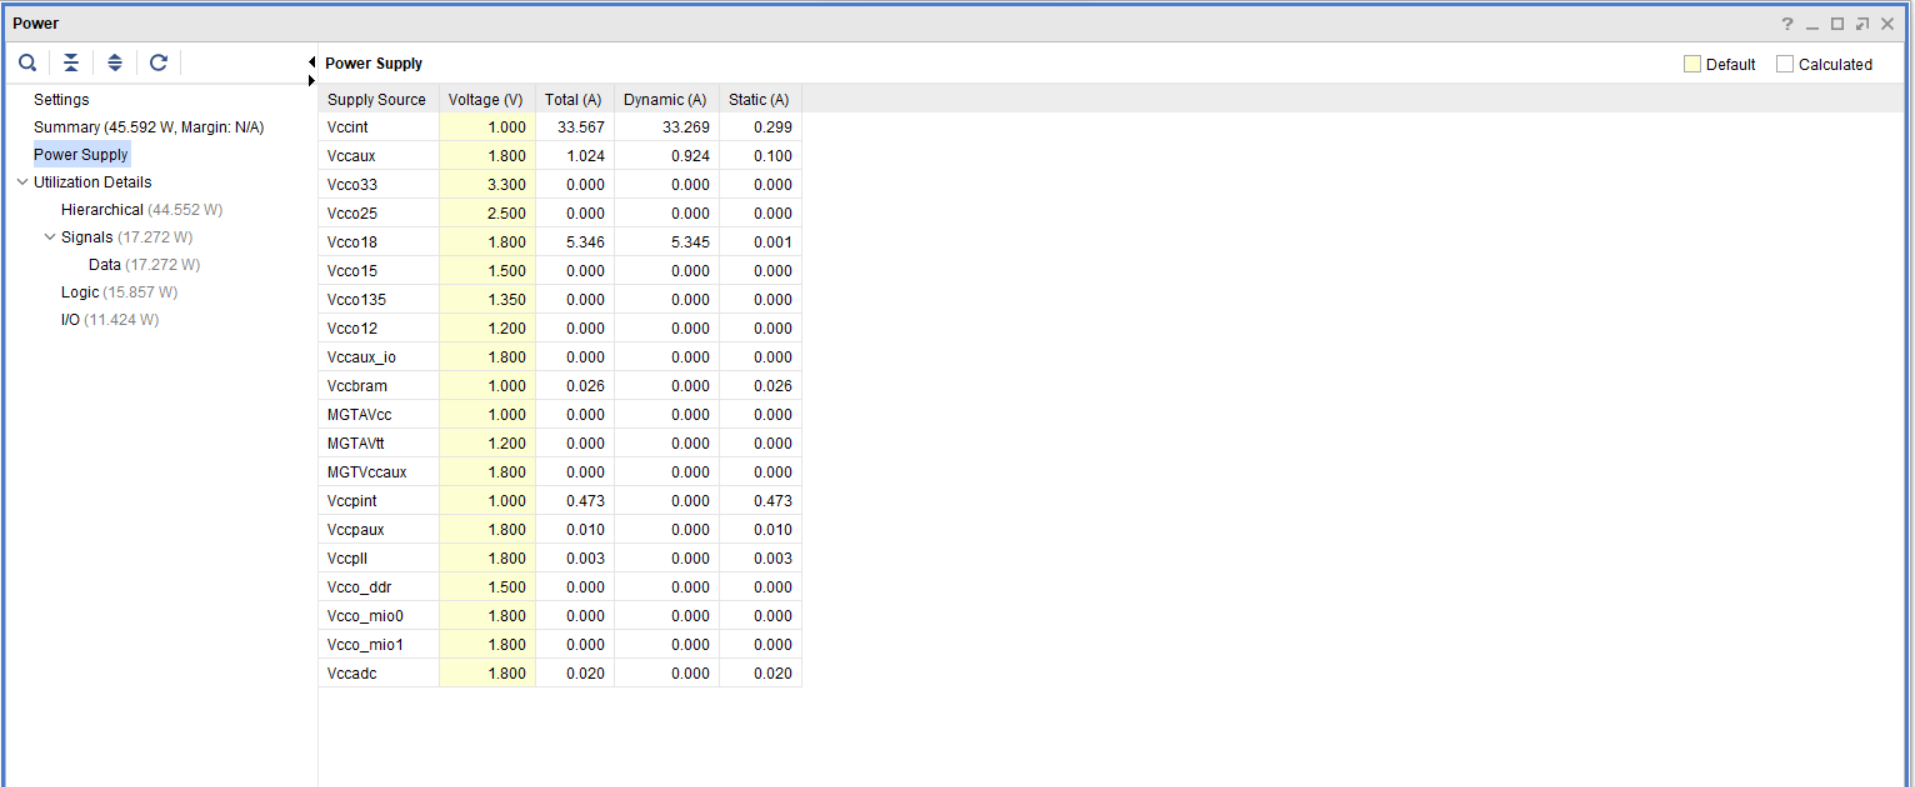 Power
Power Supply
Default Calculated
Settings
Summary (45.592 W, Margin: N/A)
Power Supply
Utilization Details
Hierarchical (44.552 W)
Signals (17.272 W)
Data (17.272 W)
Logic (15.857 W)
I/O (11.424 W)
Supply Source Voltage (V) Total (A) Dynamic (A) Static (A)
Vccint 1.000 33.567 33.269 0.299
Vccaux 1.800 1.024 0.924 0.100
Vcco33 3.300 0.000 0.000 0.000
Vcco25 2.500 0.000 0.000 0.000
Vcco18 1.800 5.346 5.345 0.001
Vcco15 1.500 0.000 0.000 0.000
Vcco135 1.350 0.000 0.000 0.000
Vcco12 1.200 0.000 0.000 0.000
Vccaux_io 1.800 0.000 0.000 0.000
Vccbram 1.000 0.026 0.000 0.026
MGTAVcc 1.000 0.000 0.000 0.000
MGTAVtt 1.200 0.000 0.000 0.000
MGTVccaux 1.800 0.000 0.000 0.000
Vccpint 1.000 0.473 0.000 0.473
Vccpaux 1.800 0.010 0.000 0.010
Vccpll 1.800 0.003 0.000 0.003
Vcco_ddr 1.500 0.000 0.000 0.000
Vcco_mio0 1.800 0.000 0.000 0.000
Vcco_mio1 1.800 0.000 0.000 0.000
Vccadc 1.800 0.020 0.000 0.020